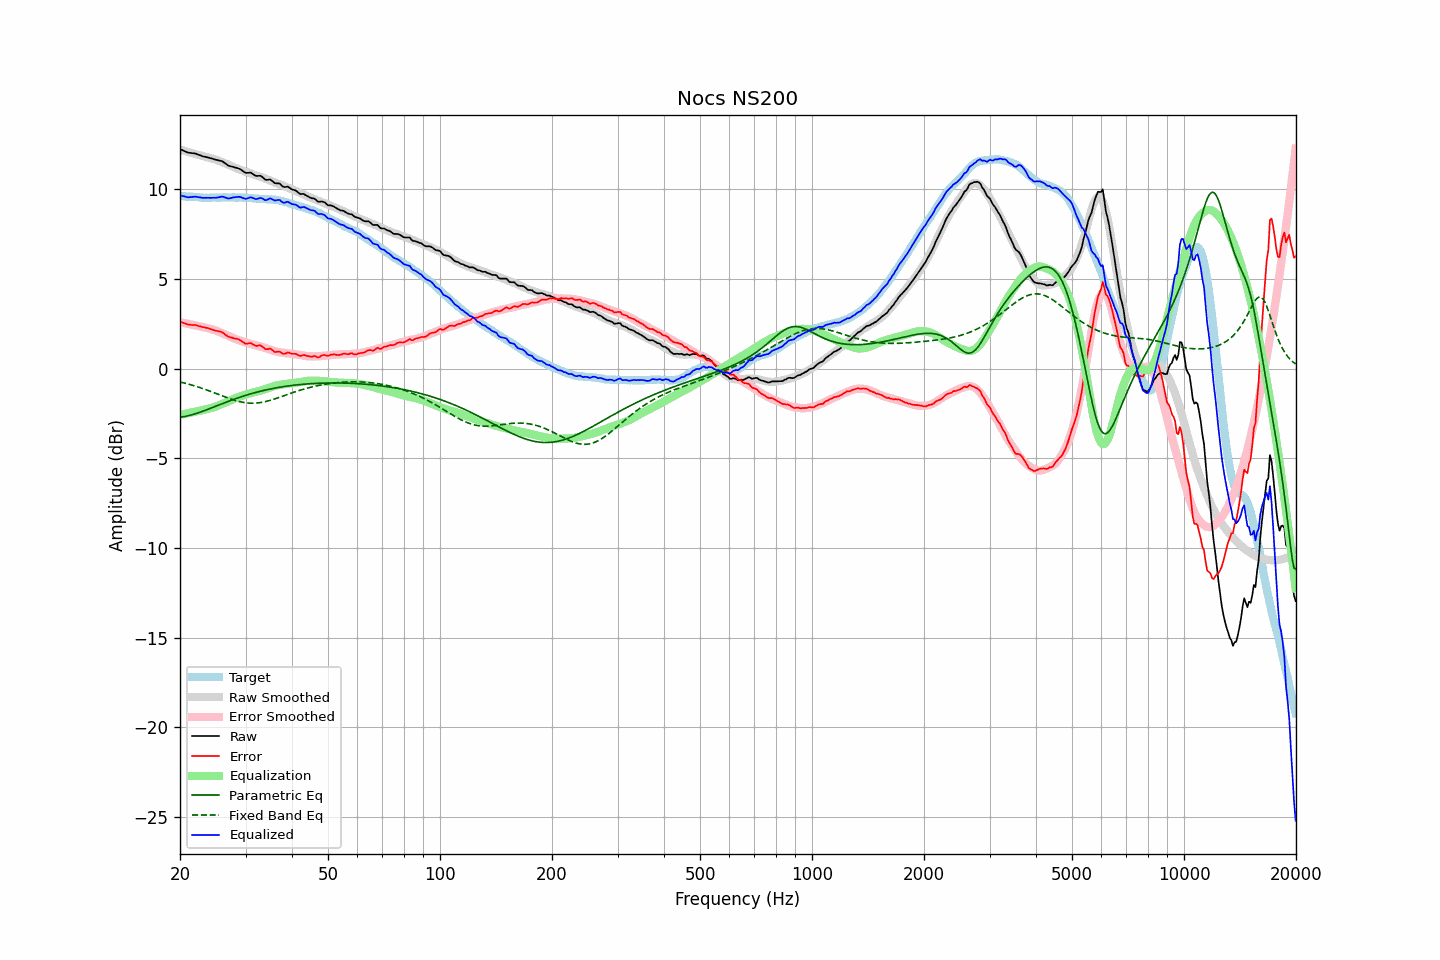 Nocs NS200
Amplitude (dBr)
10
5
0
−5
−10
−15
−20
−25
Target
Raw Smoothed
Error Smoothed
Raw
Error
Equalization
Parametric Eq
Fixed Band Eq
Equalized
20 50 100 200 500 1000 2000 5000 10000 20000
Frequency (Hz)